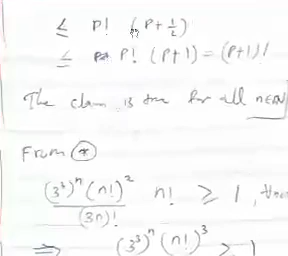 ≤ p! (p + 1/2)
≤ p! (p+1) = (p+1)!
The claim is true for all n∈ℕ
From (*)
(3³)ⁿ (n!)² / (3n)! n! ≥ 1, then
⇒ (3³)ⁿ (n!)³ ≥ 1